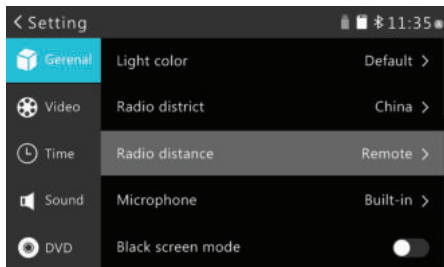 Setting 11:35
Gerenal Light color Default
Video Radio district China
Time Radio distance Remote
Sound Microphone Built-in
DVD Black screen mode